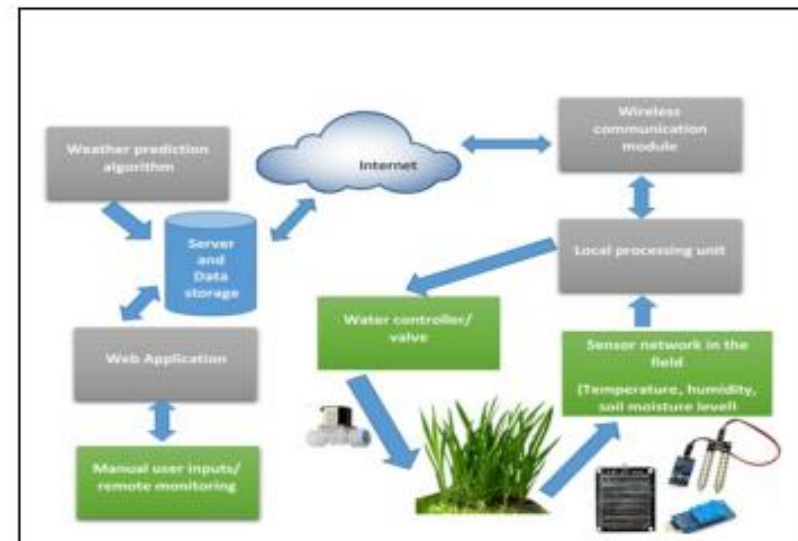 Weather prediction
algorithm
Internet
Wireless
communication
module
Server
and
Data
storage
Local processing unit
Water controller/
valve
Web Application
Sensor network in the
field
(Temperature, humidity,
soil moisture level)
Manual user inputs/
remote monitoring